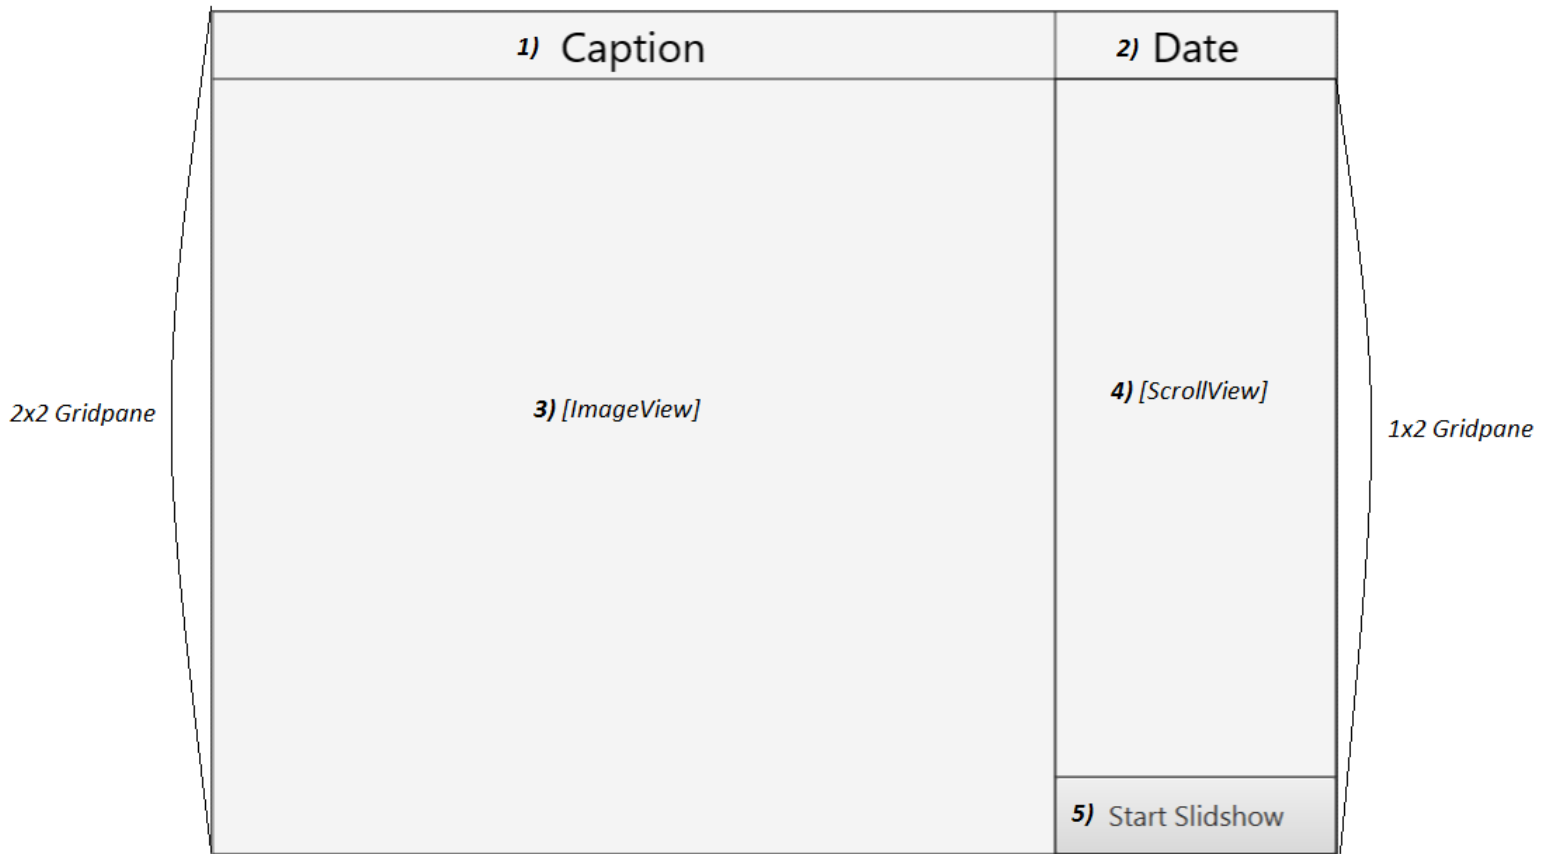 1) Caption
2) Date
3) [ImageView]
4) [ScrollView]
2x2 Gridpane
1x2 Gridpane
5) Start Slidshow